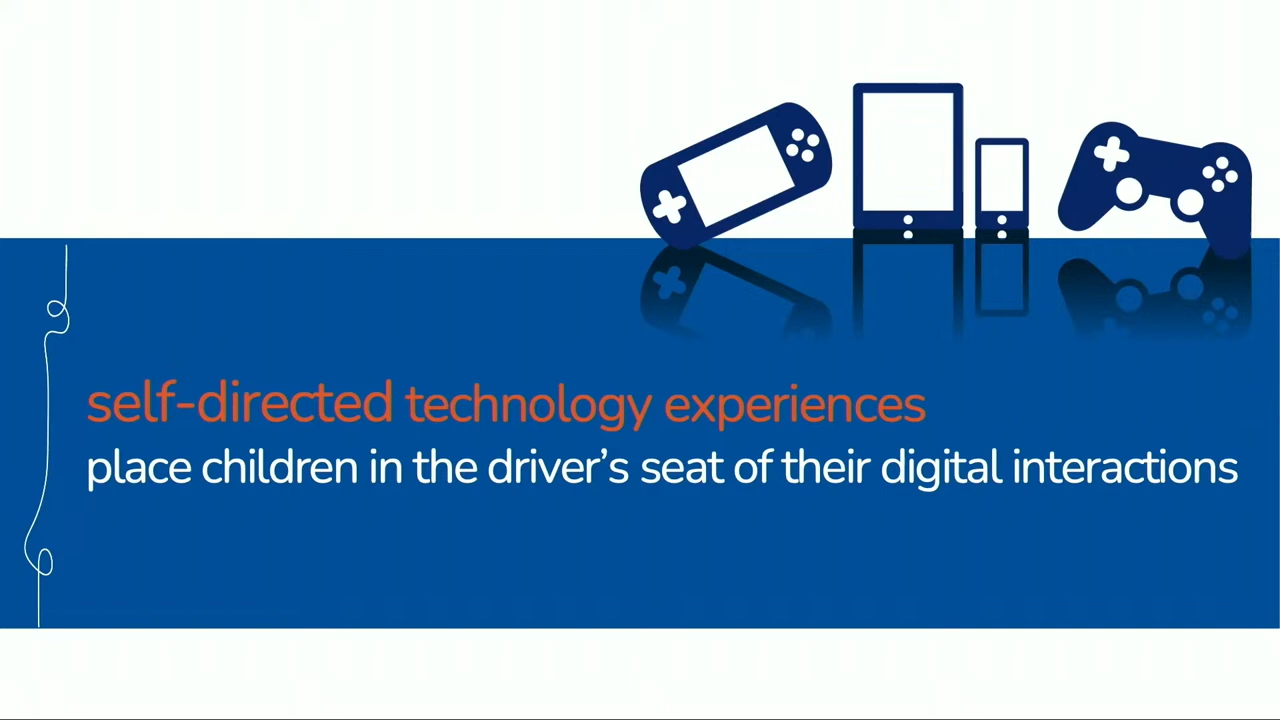 self-directed technology experiences
place children in the driver’s seat of their digital interactions